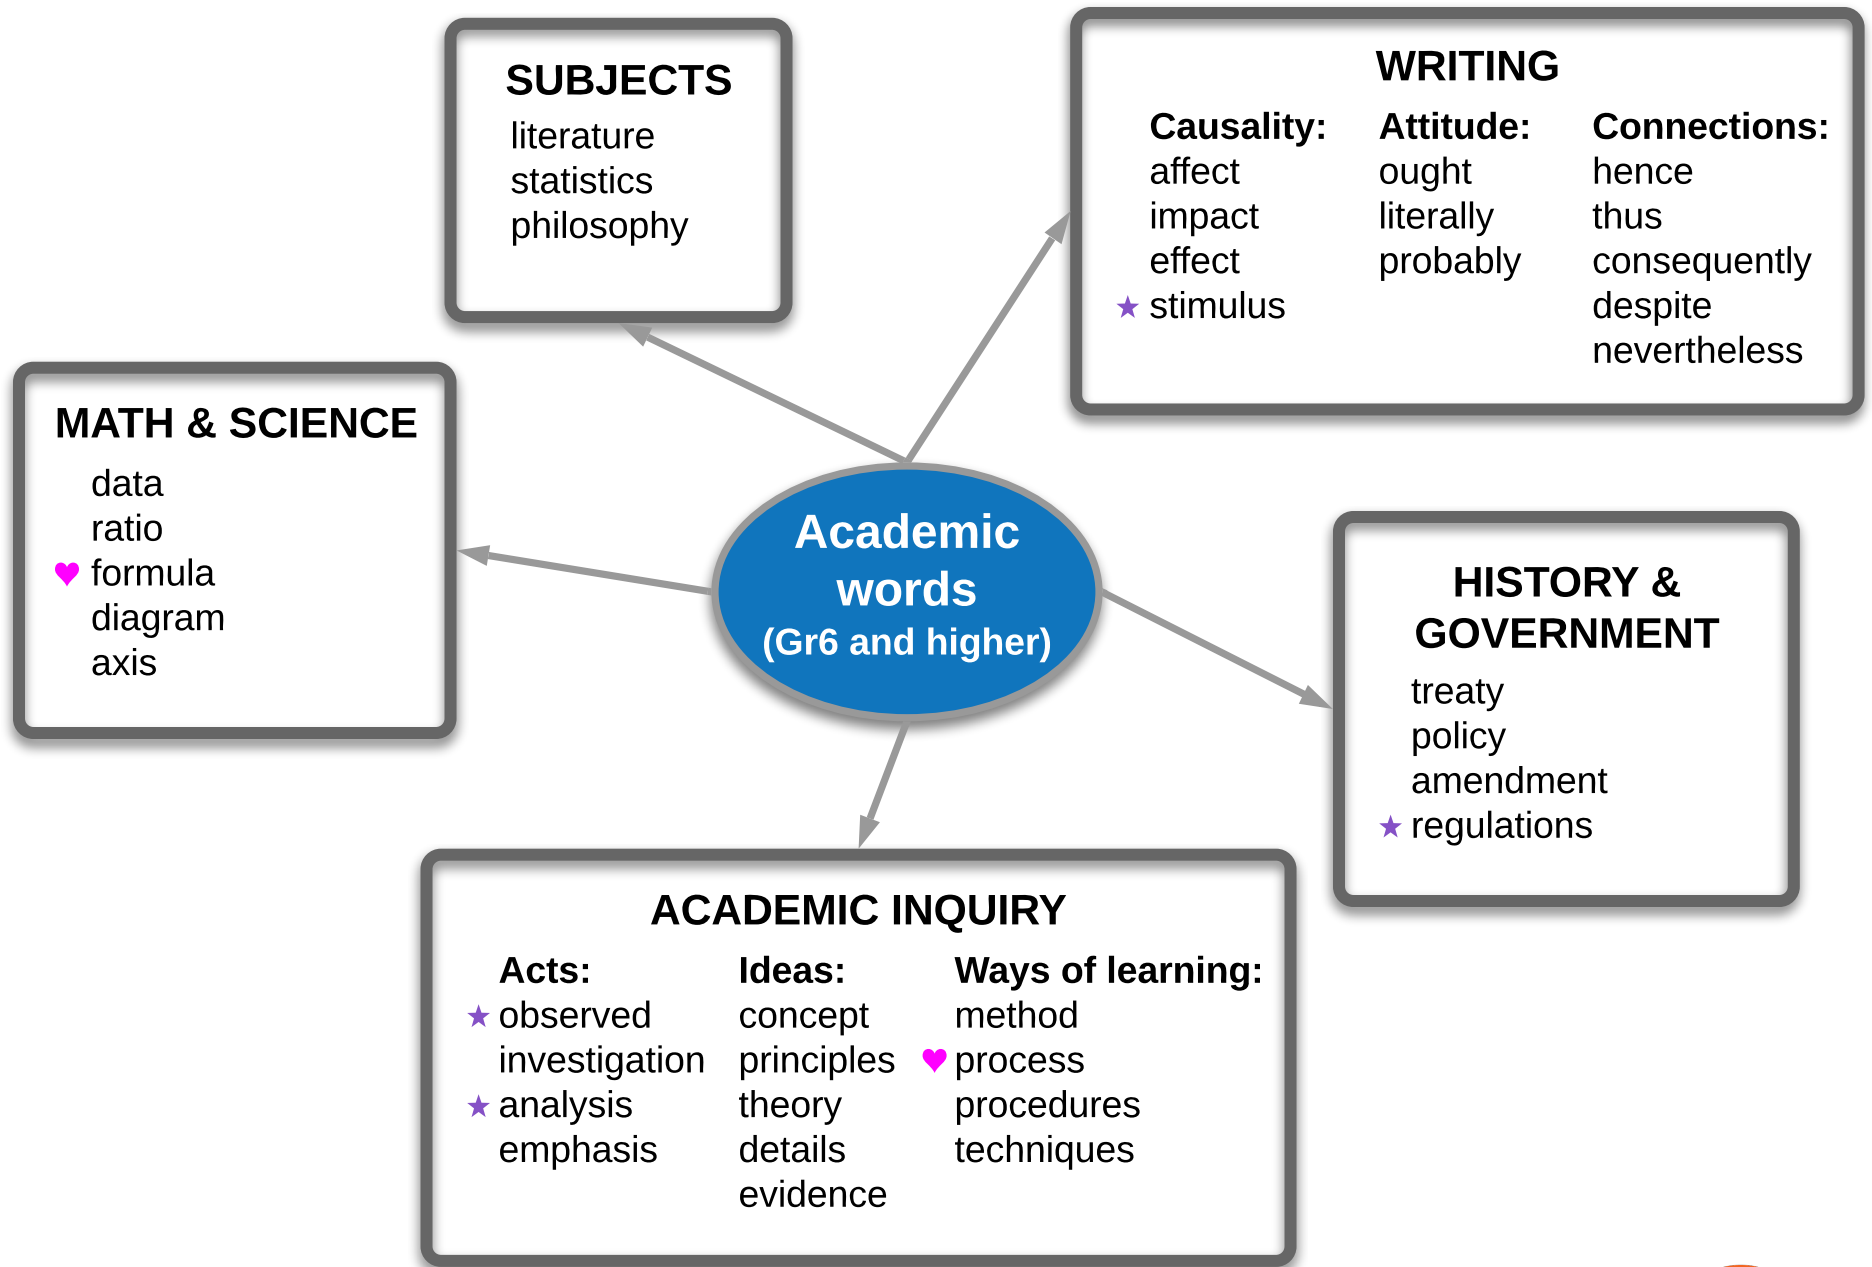 SUBJECTS
literature
statistics
philosophy
WRITING
Causality:
affect
impact
effect
stimulus
Attitude:
ought
literally
probably
Connections:
hence
thus
consequently
despite
nevertheless
MATH & SCIENCE
data
ratio
formula
diagram
axis
Academic
words
(Gr6 and higher)
HISTORY &
GOVERNMENT
treaty
policy
amendment
regulations
ACADEMIC INQUIRY
Acts:
observed
investigation
analysis
emphasis
Ideas:
concept
principles
theory
details
evidence
Ways of learning:
method
process
procedures
techniques